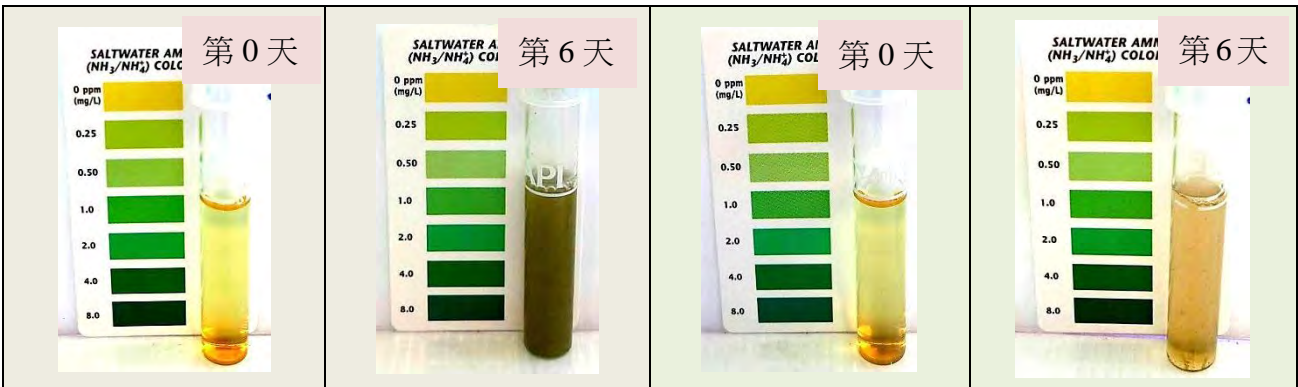 第 0 天
SALTWATER AM
(NH3/NH4+) COLO
0 ppm
(mg/L)
0.25
0.50
1.0
2.0
4.0
8.0
第 6 天
SALTWATER A
(NH3/NH4+) COL
0 ppm
(mg/L)
0.25
0.50
1.0
2.0
4.0
8.0
API
第 0 天
SALTWATER A
(NH3/NH4+) COL
0 ppm
(mg/L)
0.25
0.50
1.0
2.0
4.0
8.0
第 6 天
SALTWATER AM
(NH3/NH4+) COLO
0 ppm
(mg/L)
0.25
0.50
1.0
2.0
4.0
8.0